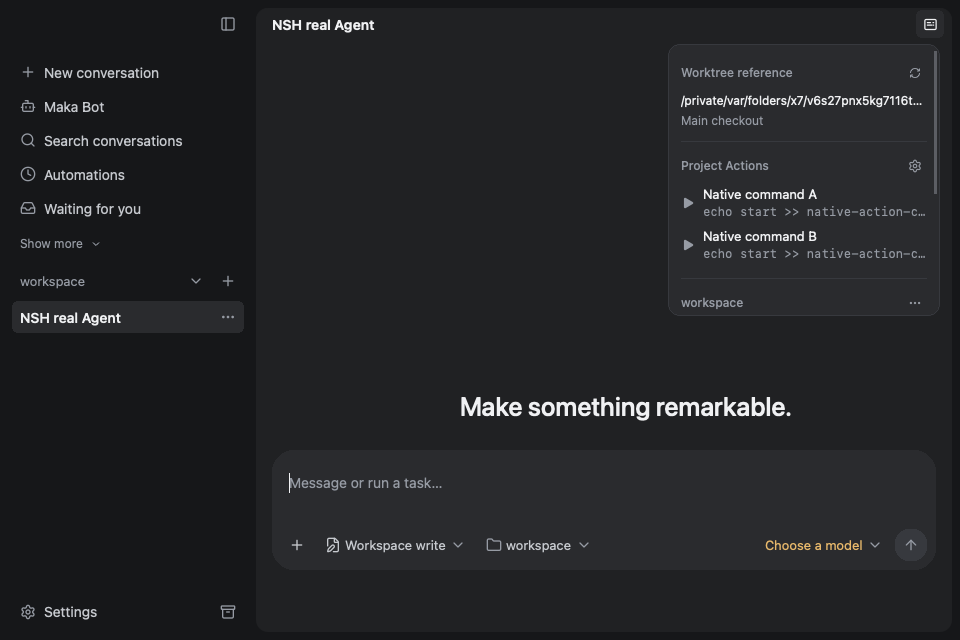 NSH real Agent
New conversation
Maka Bot
Search conversations
Automations
Waiting for you
Show more
workspace
NSH real Agent
Worktree reference
/private/var/folders/x7/v6s27pnx5kg7116t...
Main checkout
Project Actions
Native command A
echo start >> native-action-c…
Native command B
echo start >> native-action-c…
workspace
Make something remarkable.
Message or run a task...
Workspace write
workspace
Choose a model
Settings